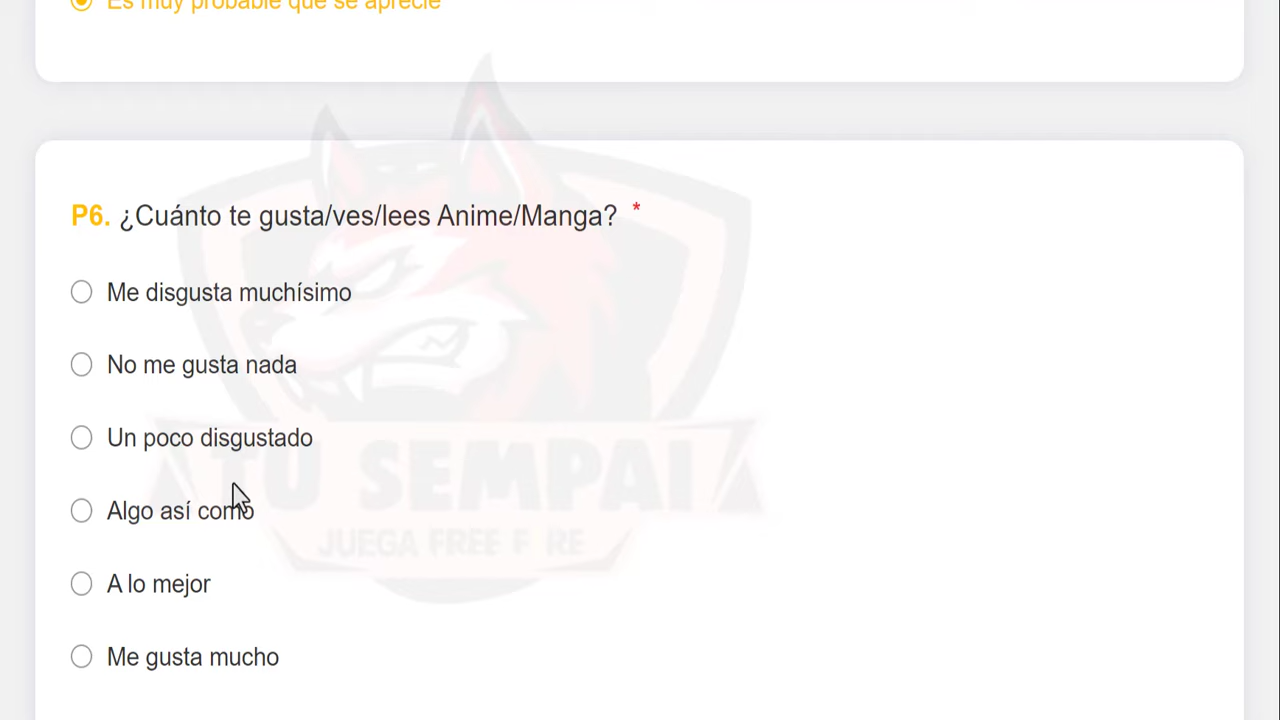 Es muy probable que se aprecie
P6. ¿Cuánto te gusta/ves/lees Anime/Manga? *
Me disgusta muchísimo
No me gusta nada
Un poco disgustado
TU SEMPAI
Algo así como
JUEGA FREE F RE
A lo mejor
Me gusta mucho